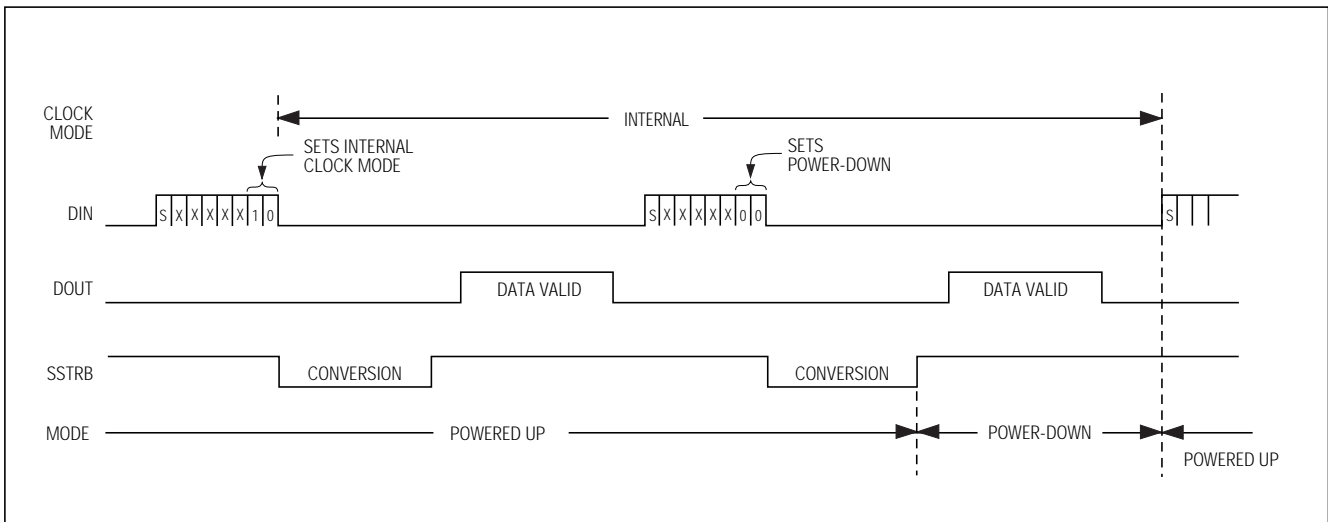 CLOCK
MODE
INTERNAL
SETS INTERNAL
CLOCK MODE
SETS
POWER-DOWN
DIN
S X X X X X 1 0
S X X X X X 0 0
S
DOUT
DATA VALID
DATA VALID
SSTRB
CONVERSION
CONVERSION
MODE
POWERED UP
POWER-DOWN
POWERED UP